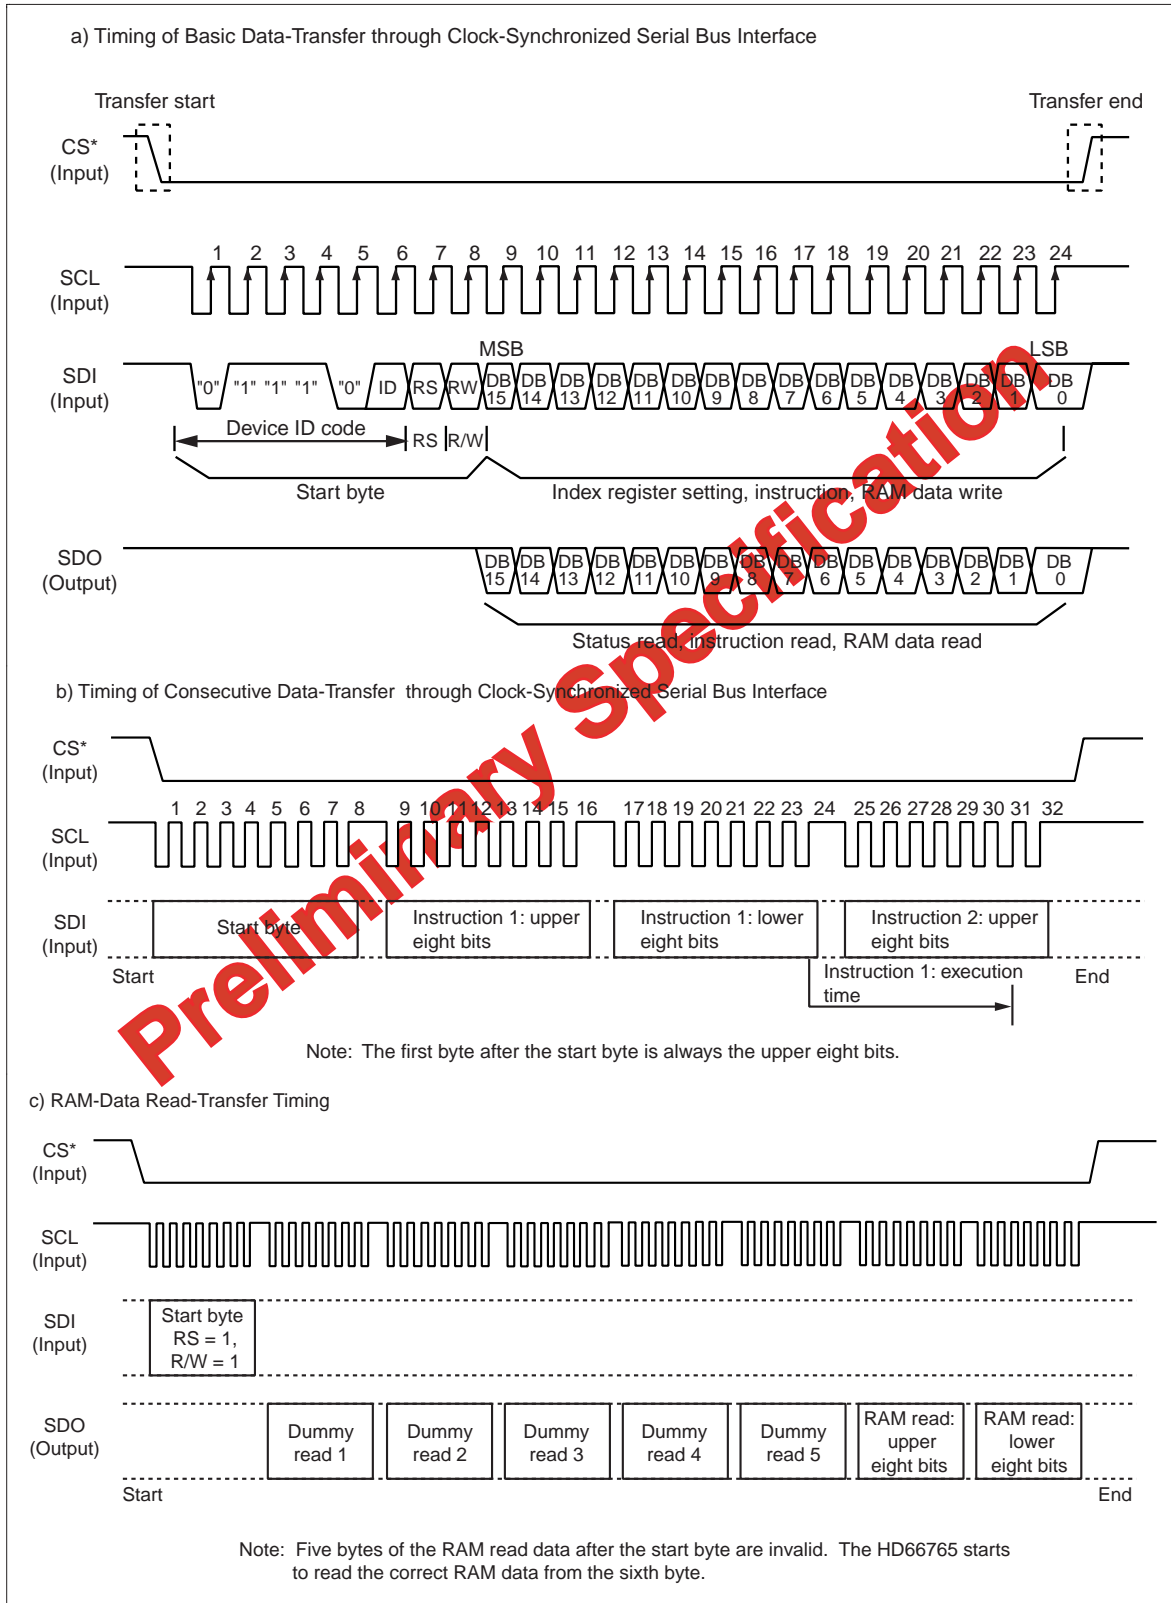 a) Timing of Basic Data-Transfer through Clock-Synchronized Serial Bus Interface
Transfer start
Transfer end
CS*
(Input)
1 2 3 4 5 6 7 8 9 10 11 12 13 14 15 16 17 18 19 20 21 22 23 24
SCL
(Input)
MSB
LSB
SDI
(Input)
"0" "1" "1" "1" "0" ID RS RW DB 15 DB 14 DB 13 DB 12 DB 11 DB 10 DB 9 DB 8 DB 7 DB 6 DB 5 DB 4 DB 3 DB 2 DB 1 DB 0
Device ID code
RS
R/W
Start byte
Index register setting, instruction, RAM data write
SDO
(Output)
DB 15 DB 14 DB 13 DB 12 DB 11 DB 10 DB 9 DB 8 DB 7 DB 6 DB 5 DB 4 DB 3 DB 2 DB 1 DB 0
Status read, instruction read, RAM data read
Preliminary Specification
b) Timing of Consecutive Data-Transfer through Clock-Synchronized Serial Bus Interface
CS*
(Input)
1 2 3 4 5 6 7 8 9 10 11 12 13 14 15 16 17 18 19 20 21 22 23 24 25 26 27 28 29 30 31 32
SCL
(Input)
SDI
(Input)
Start byte
Instruction 1: upper
eight bits
Instruction 1: lower
eight bits
Instruction 2: upper
eight bits
Start
Instruction 1: execution
time
End
Note: The first byte after the start byte is always the upper eight bits.
c) RAM-Data Read-Transfer Timing
CS*
(Input)
SCL
(Input)
SDI
(Input)
Start byte
RS = 1,
R/W = 1
SDO
(Output)
Dummy
read 1
Dummy
read 2
Dummy
read 3
Dummy
read 4
Dummy
read 5
RAM read:
upper
eight bits
RAM read:
lower
eight bits
Start
End
Note: Five bytes of the RAM read data after the start byte are invalid. The HD66765 starts
to read the correct RAM data from the sixth byte.